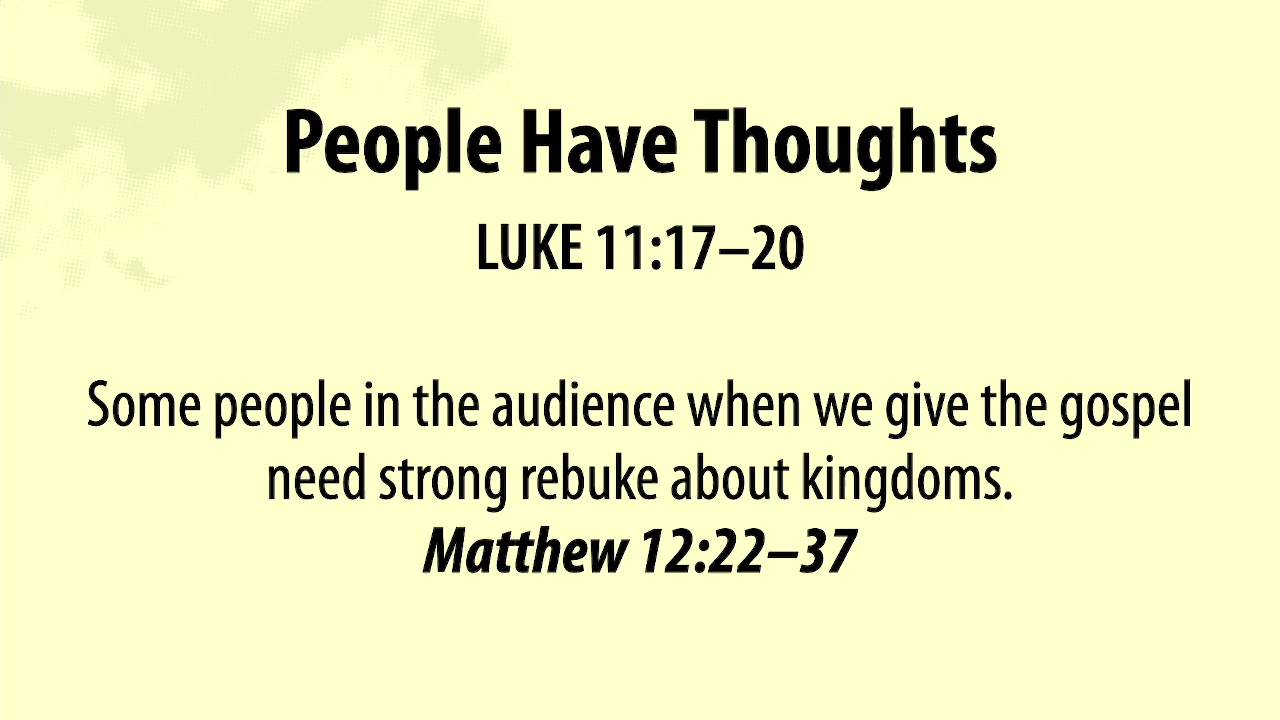 People Have Thoughts
LUKE 11:17–20
Some people in the audience when we give the gospel
need strong rebuke about kingdoms.
Matthew 12:22–37